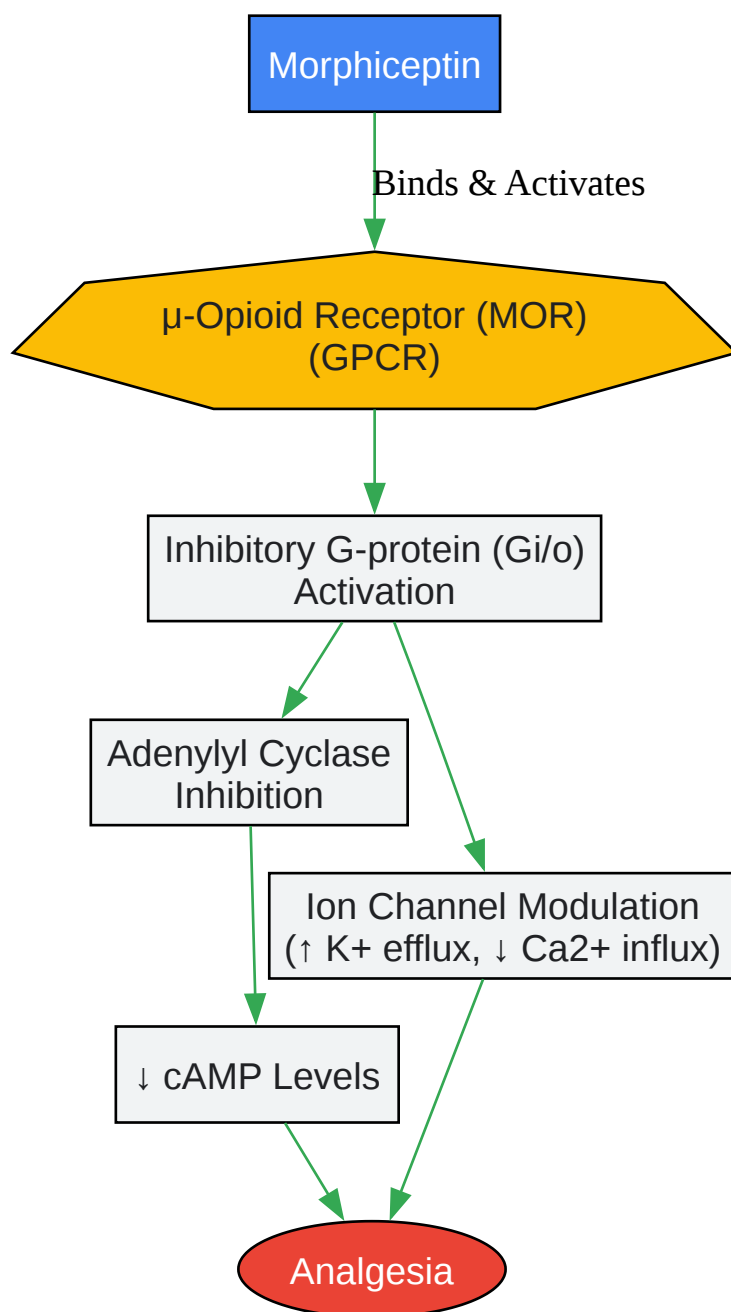 Morphiceptin
Binds & Activates
μ-Opioid Receptor (MOR)
(GPCR)
Inhibitory G-protein (Gi/o)
Activation
Adenylyl Cyclase
Inhibition
Ion Channel Modulation
(↑ K+ efflux, ↓ Ca2+ influx)
↓ cAMP Levels
Analgesia